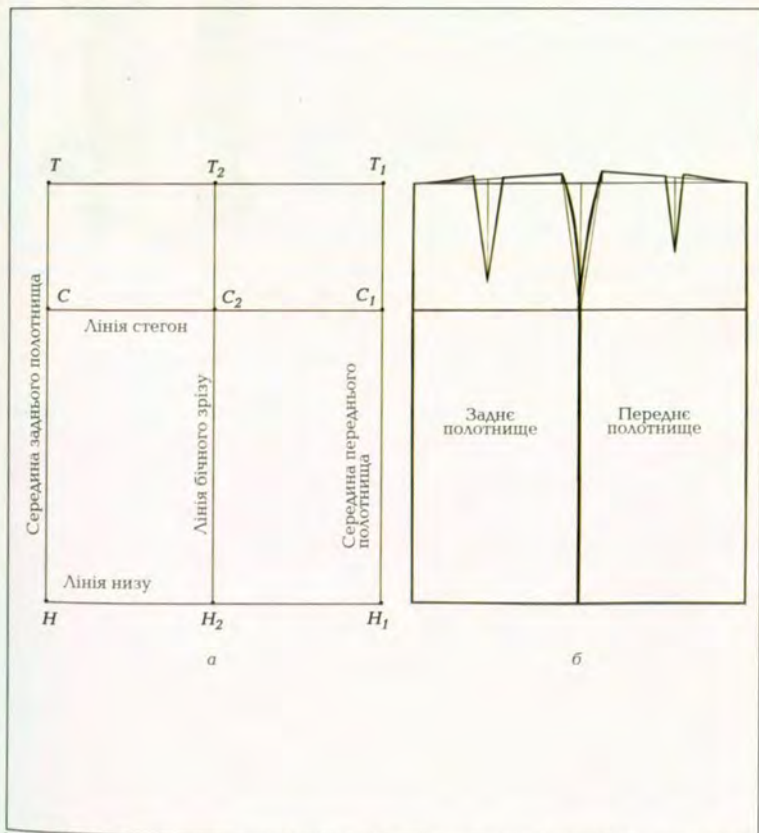 T T₂ T₁
C C₂ C₁
Лінія стегон
Середина заднього полотнища
Лінія бічного зрізу
Середина переднього
полотнища
Лінія низу
H H₂ H₁
а
Заднє
полотнище
Переднє
полотнище
б